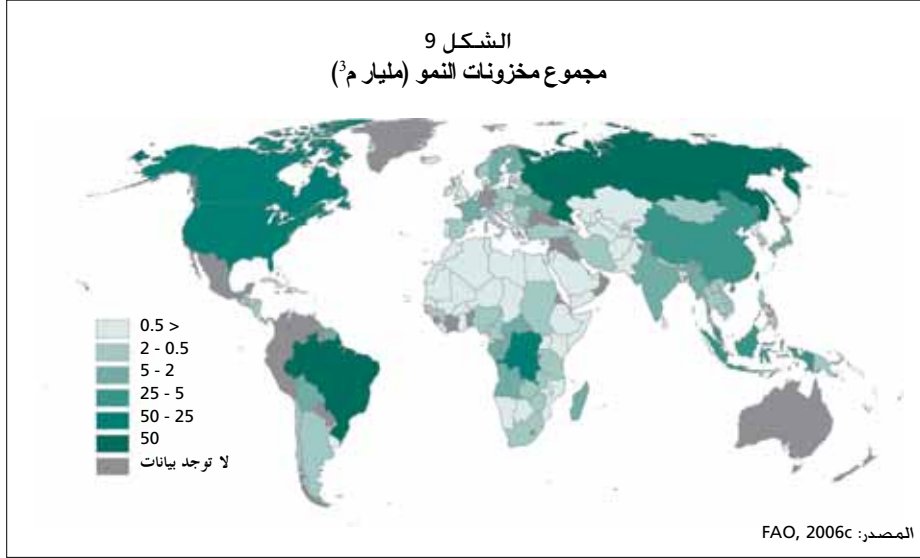 الشكل 9
مجموع مخزونات النمو (مليار م³)
0.5 >
2 - 0.5
5 - 2
25 - 5
50 - 25
50
لا توجد بيانات
المصدر: FAO, 2006c